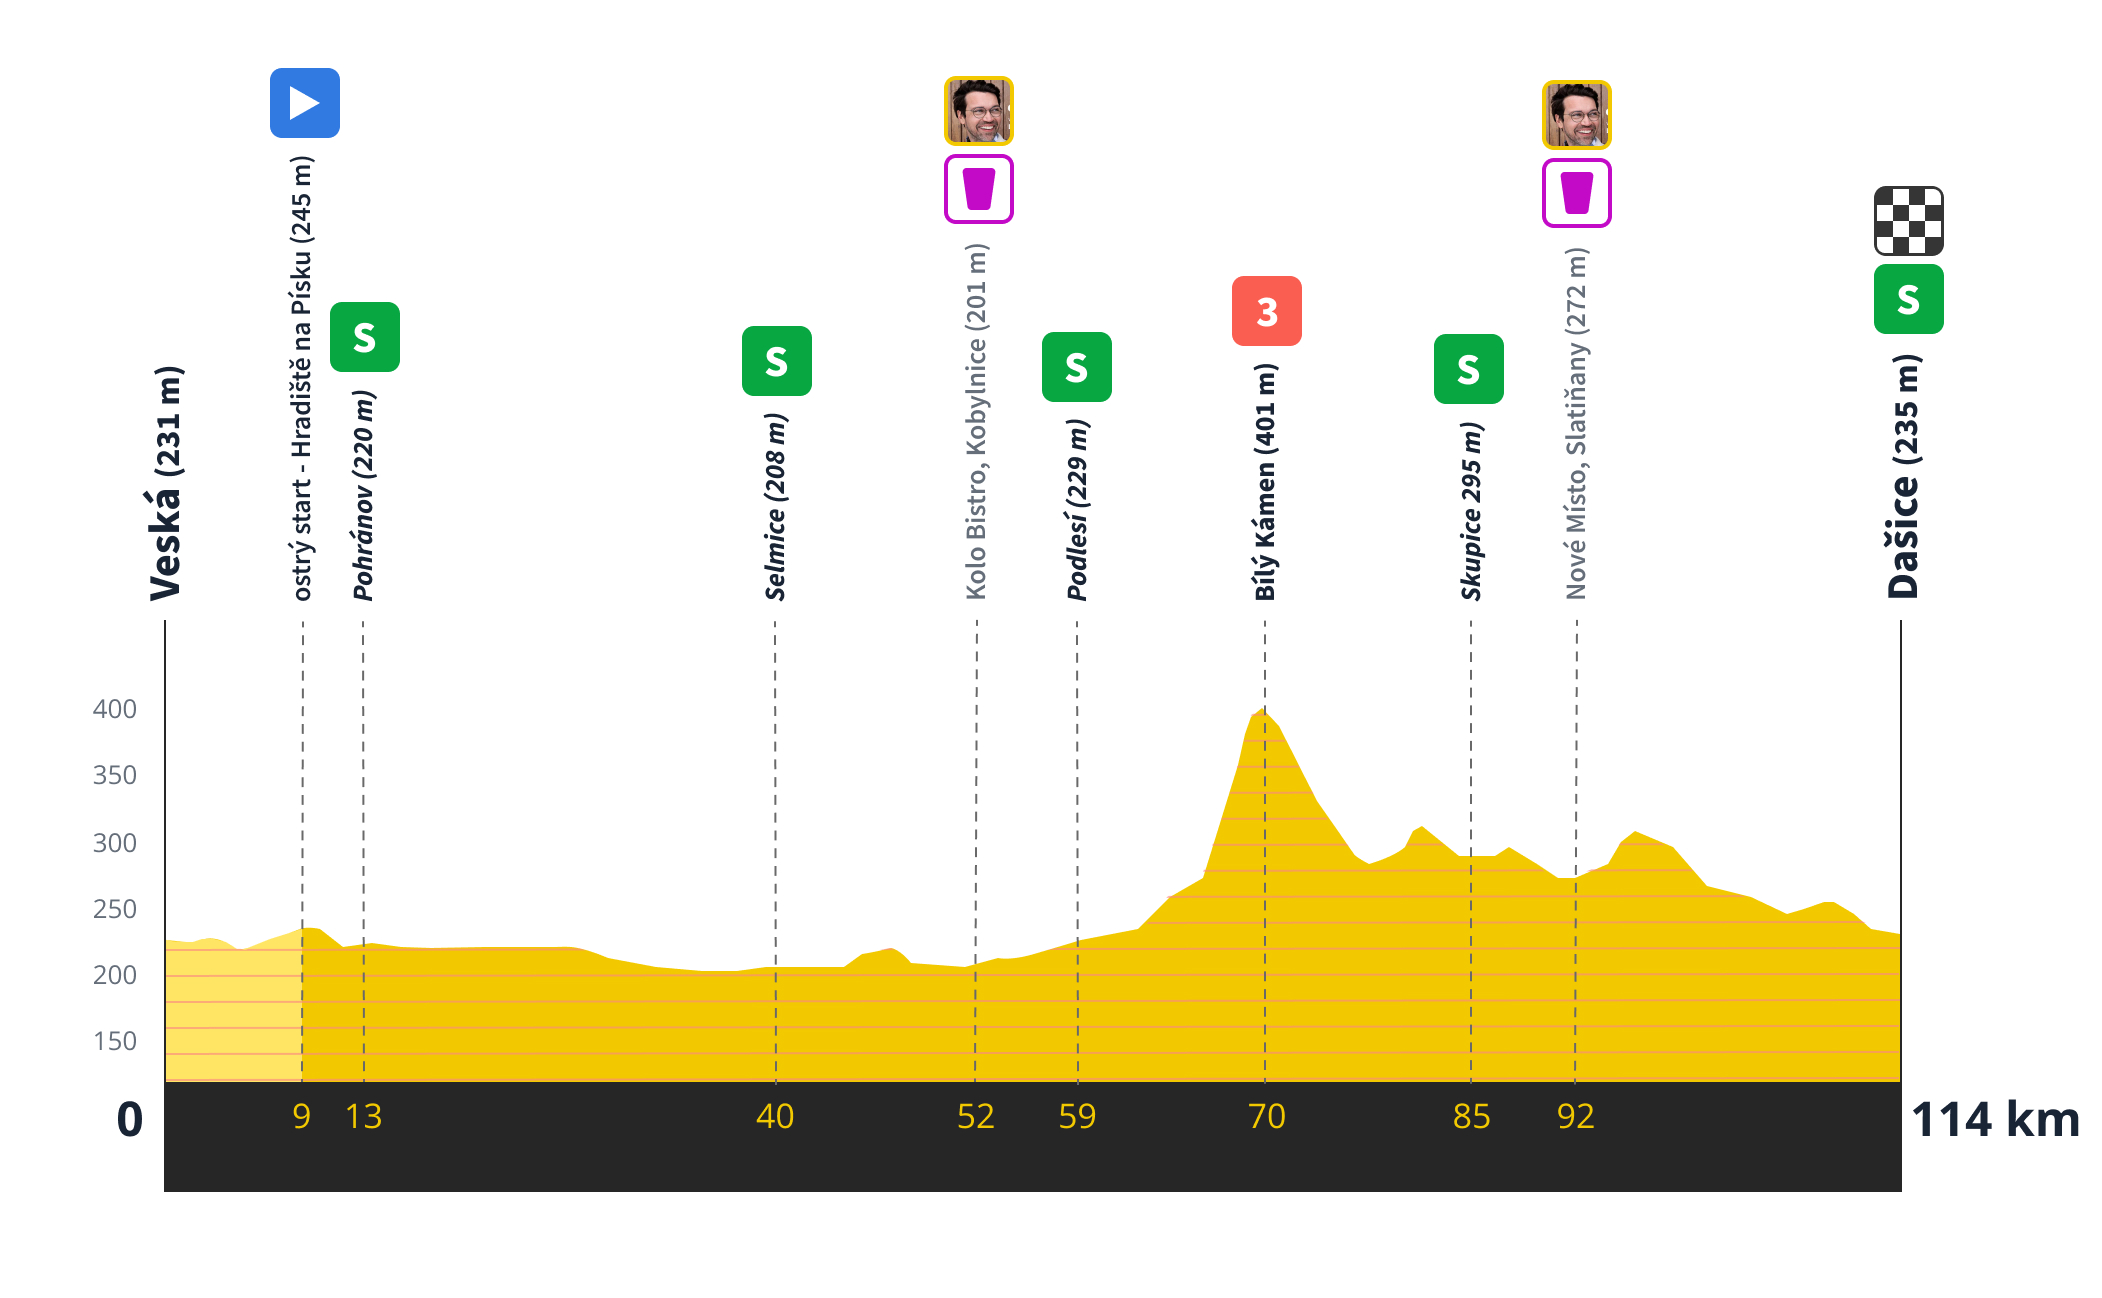 Veská (231 m)
ostrý start - Hradiště na Písku (245 m)
S
Pohránov (220 m)
S
Selmice (208 m)
Kolo Bistro, Kobylnice (201 m)
S
Podlesí (229 m)
3
Bílý Kámen (401 m)
S
Skupice 295 m)
Nové Místo, Slatiňany (272 m)
S
Dašice (235 m)
400
350
300
250
200
150
0
9
13
40
52
59
70
85
92
114 km